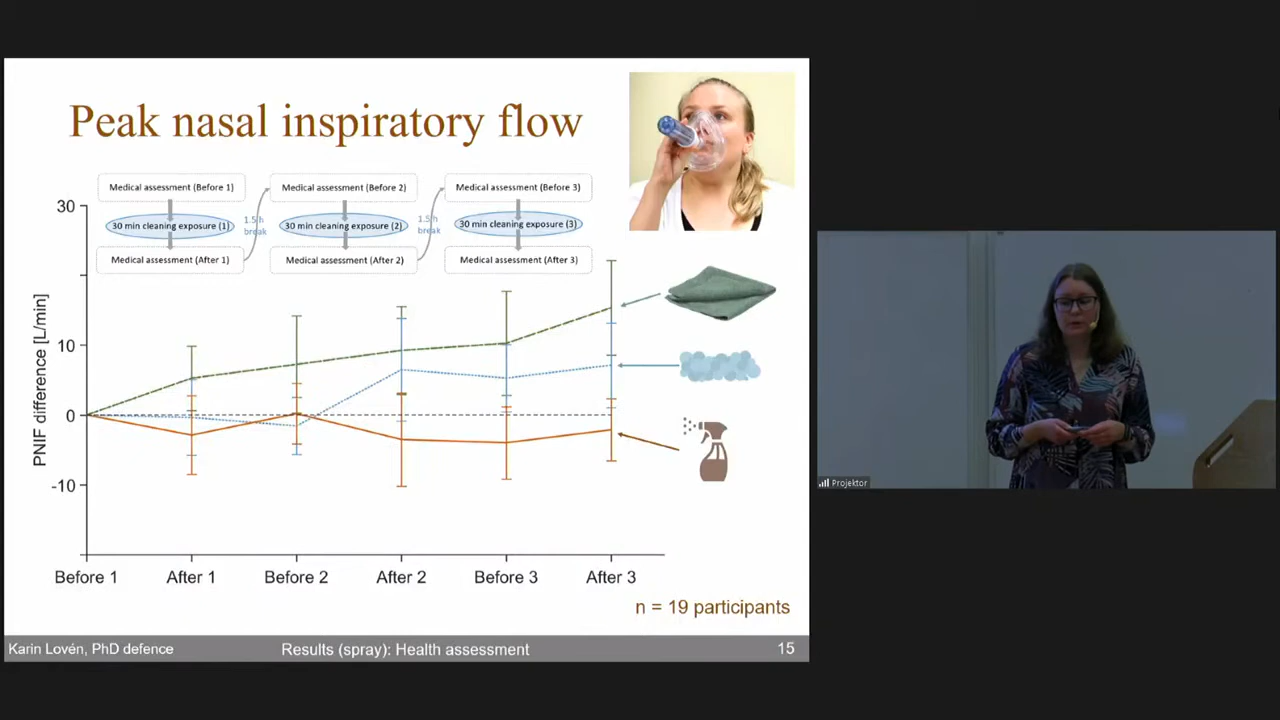 Peak nasal inspiratory flow
Medical assessment (Before 1)
30 min cleaning exposure (1)
Medical assessment (After 1)
1.5 h
break
Medical assessment (Before 2)
30 min cleaning exposure (2)
Medical assessment (After 2)
1.5 h
break
Medical assessment (Before 3)
30 min cleaning exposure (3)
Medical assessment (After 3)
PNIF difference [L/min]
30
10
0
-10
Before 1
After 1
Before 2
After 2
Before 3
After 3
n = 19 participants
Karin Lovén, PhD defence
Results (spray): Health assessment
15
Projektor